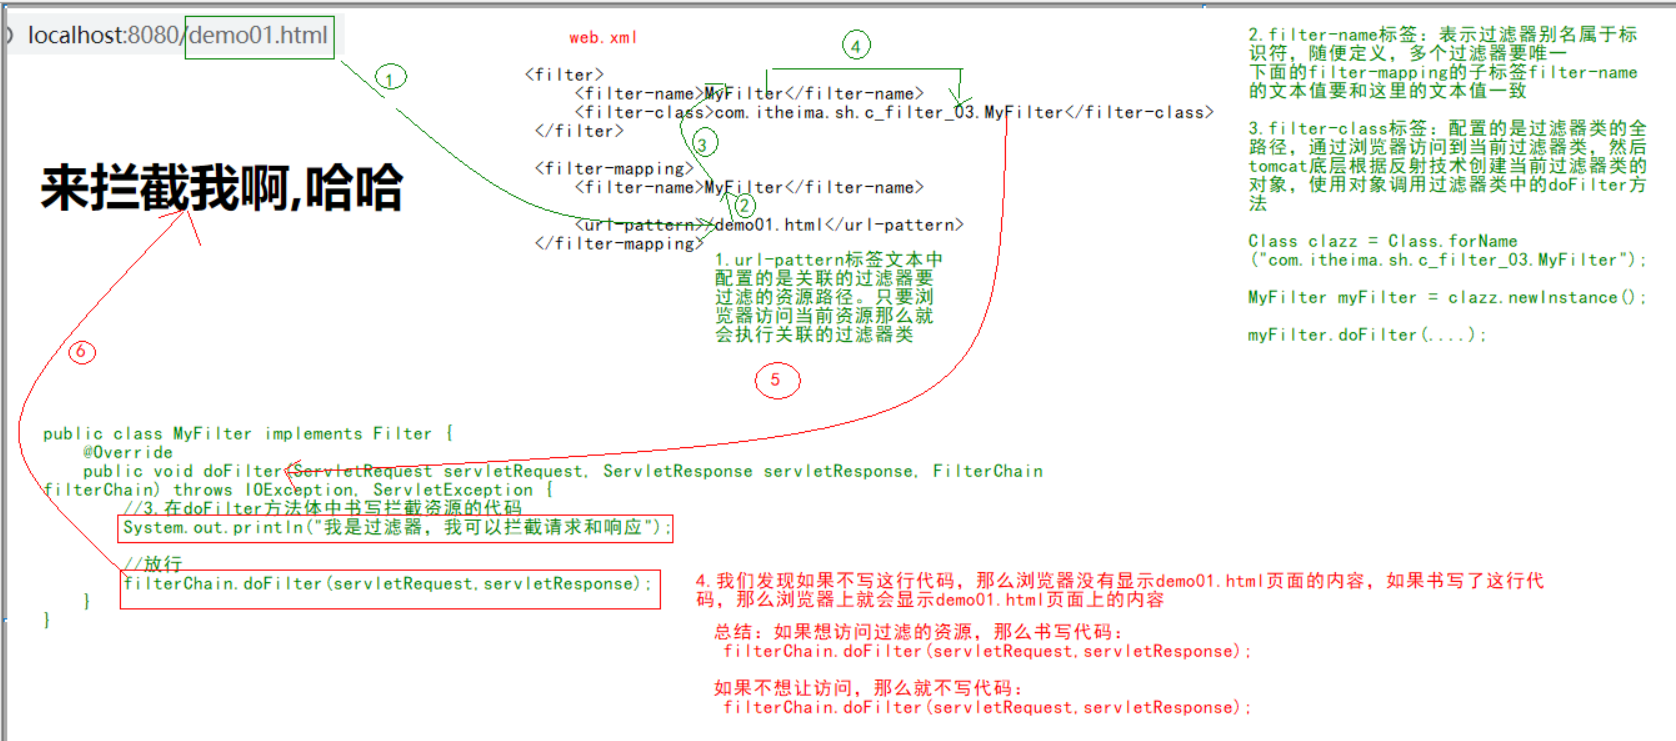 localhost:8080/demo01.html
来拦截我啊,哈哈
1
web.xml
<filter>
<filter-name>MyFilter</filter-name>
<filter-class>com.itheima.sh.c_filter_03.MyFilter</filter-class>
</filter>
<filter-mapping>
<filter-name>MyFilter</filter-name>
<url-pattern>/demo01.html</url-pattern>
</filter-mapping>
4
3
2
1.url-pattern标签文本中
配置的是关联的过滤器要
过滤的资源路径。只要浏
览器访问当前资源那么就
会执行关联的过滤器类
5
6
2.filter-name标签：表示过滤器别名属于标
识符，随便定义，多个过滤器要唯一
下面的filter-mapping的子标签filter-name
的文本值要和这里的文本值一致
3.filter-class标签：配置的是过滤器类的全
路径，通过浏览器访问到当前过滤器类，然后
tomcat底层根据反射技术创建当前过滤器类的
对象，使用对象调用过滤器类中的doFilter方
法
Class clazz = Class.forName
("com.itheima.sh.c_filter_03.MyFilter");
MyFilter myFilter = clazz.newInstance();
myFilter.doFilter(....);
public class MyFilter implements Filter {
@Override
public void doFilter(ServletRequest servletRequest, ServletResponse servletResponse, FilterChain
filterChain) throws IOException, ServletException {
//3.在doFilter方法体中书写拦截资源的代码
System.out.println("我是过滤器，我可以拦截请求和响应");
//放行
filterChain.doFilter(servletRequest,servletResponse);
}
}
4.我们发现如果不写这行代码，那么浏览器没有显示demo01.html页面的内容，如果书写了这行代
码，那么浏览器上就会显示demo01.html页面上的内容
总结：如果想访问过滤的资源，那么书写代码：
filterChain.doFilter(servletRequest,servletResponse);
如果不想让访问，那么就不写代码：
filterChain.doFilter(servletRequest,servletResponse);